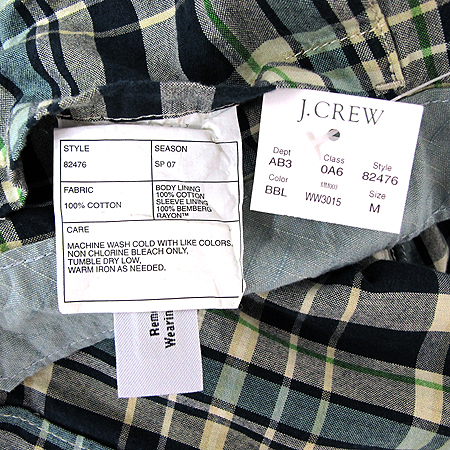 STYLE
82476
SEASON
SP 07
FABRIC
100% COTTON
BODY LINING
100% COTTON
SLEEVE LINING
100% BEMBERG
RAYON™
CARE
MACHINE WASH COLD WITH LIKE COLORS,
NON CHLORINE BLEACH ONLY,
TUMBLE DRY LOW,
WARM IRON AS NEEDED.
J.CREW
Dept Class Style
AB3 0A6 82476
Color Size
BBL WW3015 M
Wearing